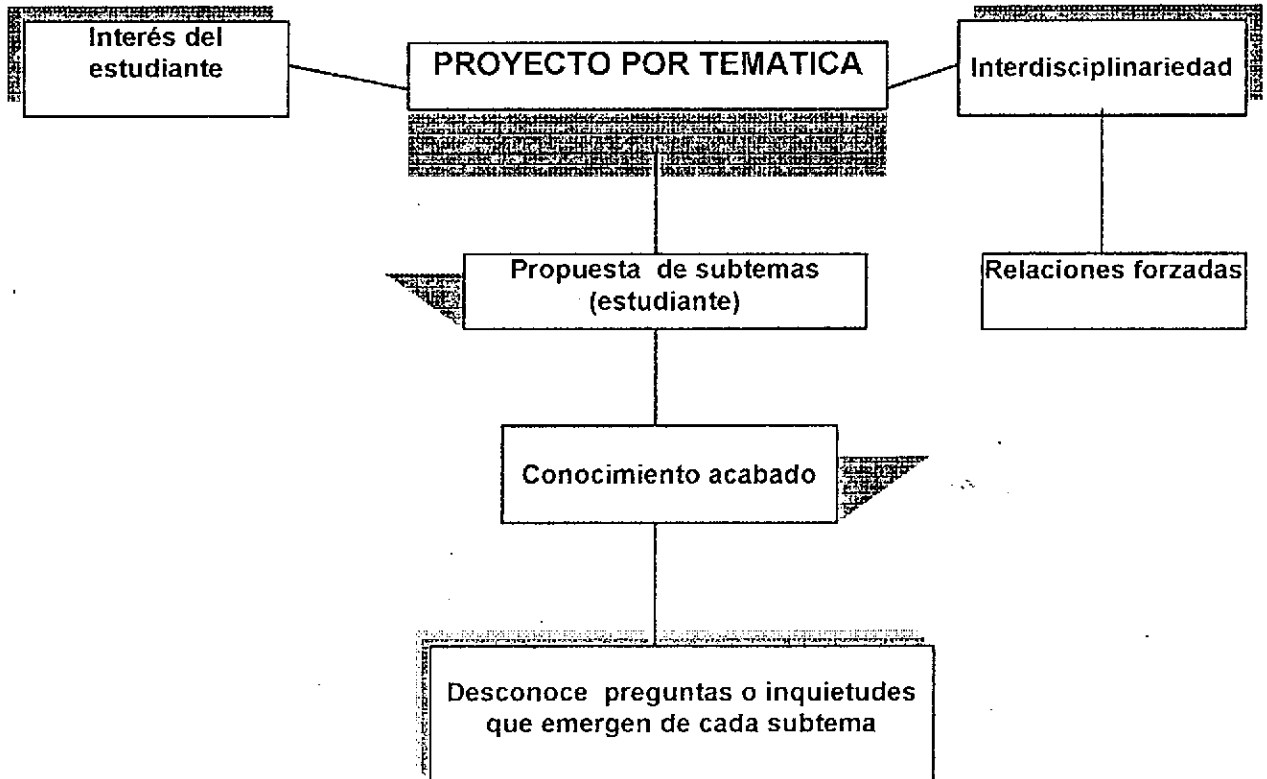 Interés del
estudiante
PROYECTO POR TEMATICA
Interdisciplinariedad
Propuesta de subtemas
(estudiante)
Relaciones forzadas
Conocimiento acabado
Desconoce preguntas o inquietudes
que emergen de cada subtema